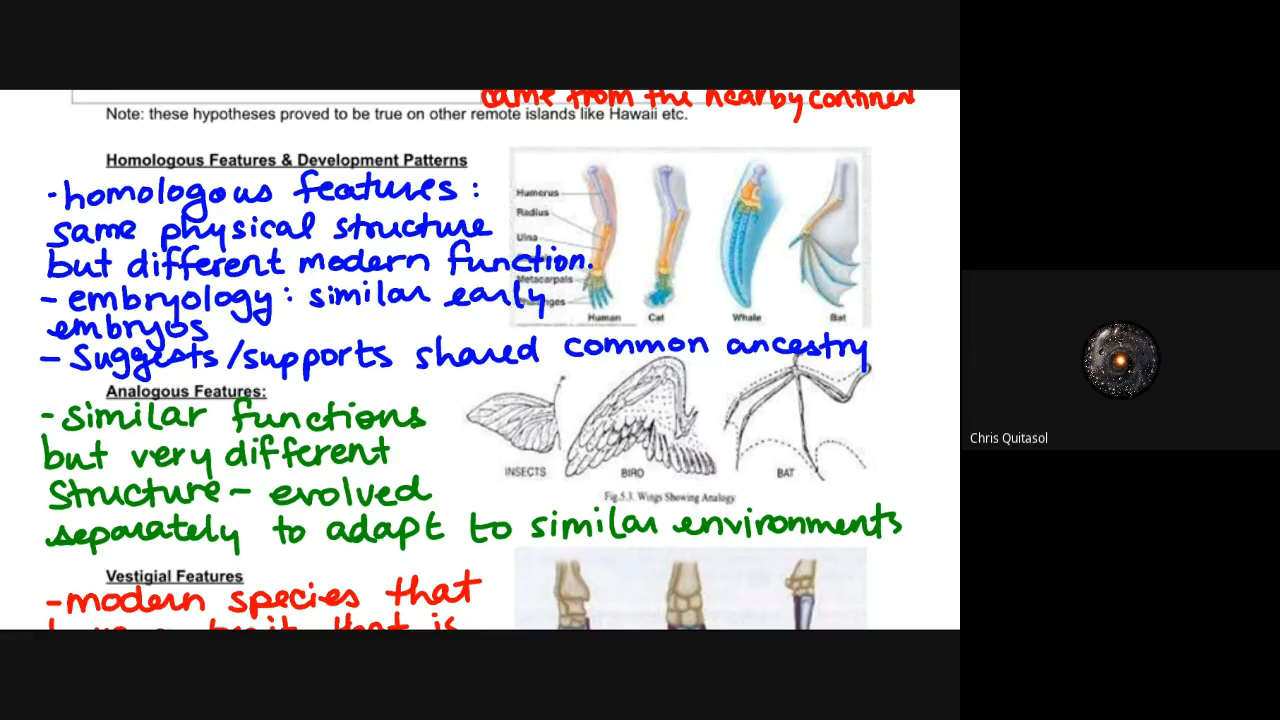 came from the nearby continent
Note: these hypotheses proved to be true on other remote islands like Hawaii etc.
Homologous Features & Development Patterns
- homologous features :
same physical structure
but different modern function.
- embryology : similar early
embryos
- Suggests/supports shared common ancestry
Humerus
Radius
Ulna
Metacarpals
Human Cat Whale Bat
Analogous Features:
- similar functions
but very different
structure - evolved
separately to adapt to similar environments
INSECTS BIRD BAT
Fig.5.3. Wings Showing Analogy
Vestigial Features
- modern species that
trait that is
Chris Quitasol